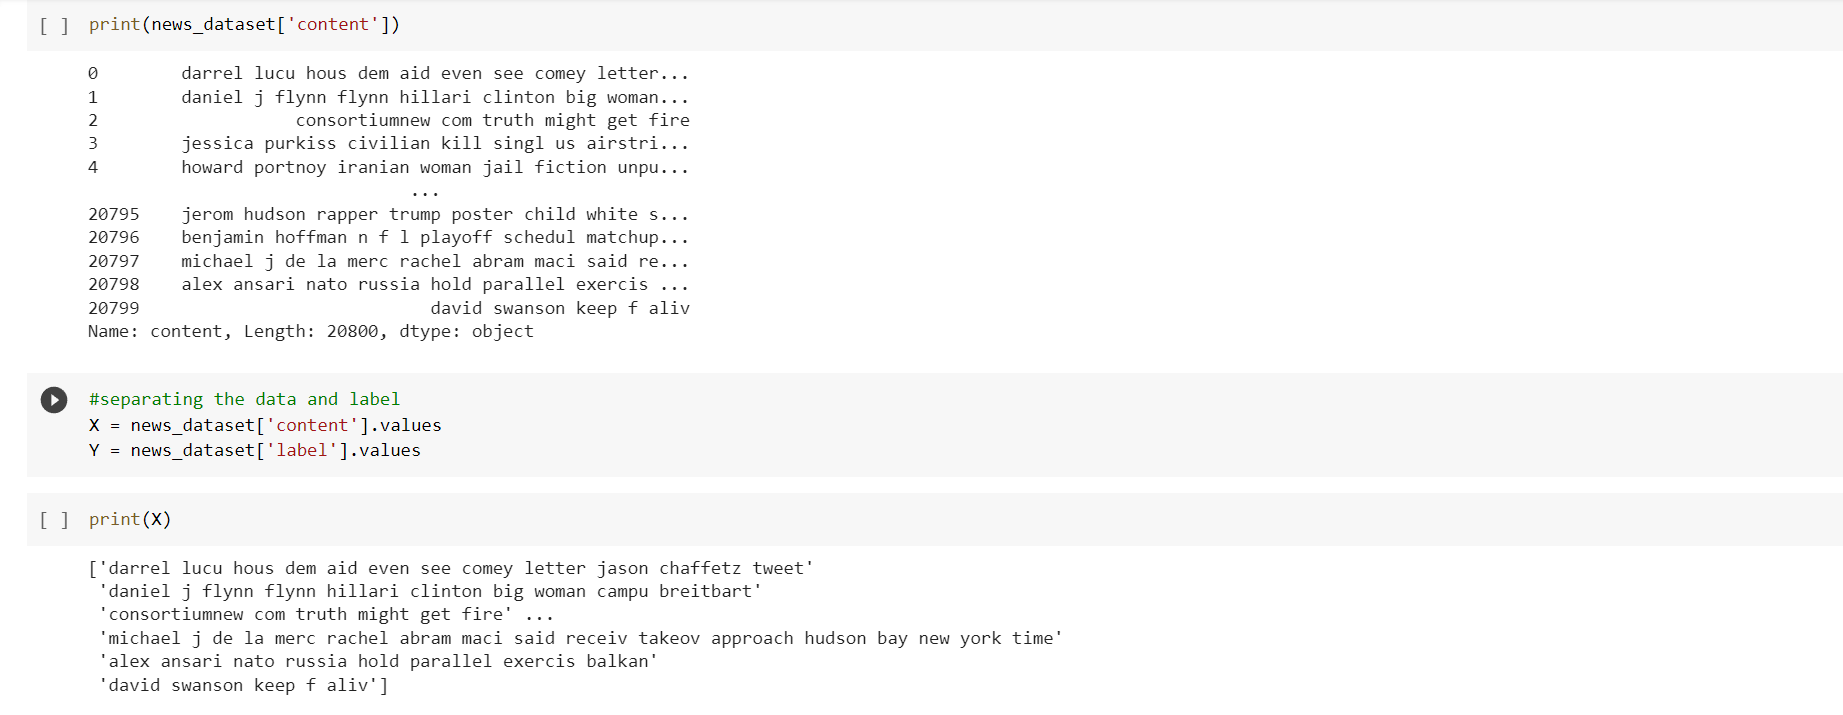 [ ] print(news_dataset['content'])
0 darrel lucu hous dem aid even see comey letter...
1 daniel j flynn flynn hillari clinton big woman...
2 consortiumnew com truth might get fire
3 jessica purkiss civilian kill singl us airstri...
4 howard portnoy iranian woman jail fiction unpu...
...
20795 jerom hudson rapper trump poster child white s...
20796 benjamin hoffman n f l playoff schedul matchup...
20797 michael j de la merc rachel abram maci said re...
20798 alex ansari nato russia hold parallel exercis ...
20799 david swanson keep f aliv
Name: content, Length: 20800, dtype: object
#separating the data and label
X = news_dataset['content'].values
Y = news_dataset['label'].values
[ ] print(X)
['darrel lucu hous dem aid even see comey letter jason chaffetz tweet'
'daniel j flynn flynn hillari clinton big woman campu breitbart'
'consortiumnew com truth might get fire' ...
'michael j de la merc rachel abram maci said receiv takeov approach hudson bay new york time'
'alex ansari nato russia hold parallel exercis balkan'
'david swanson keep f aliv']